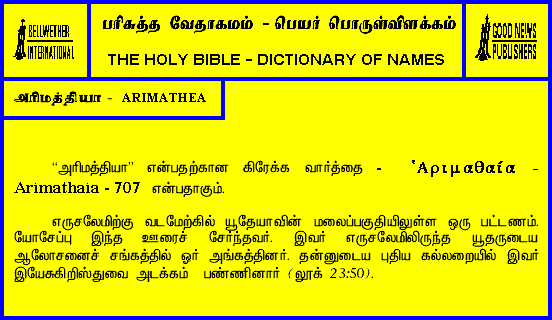 BELLWETHER
INTERNATIONAL
பரிசுத்த வேதாகமம் - பெயர் பொருள்விளக்கம்
THE HOLY BIBLE - DICTIONARY OF NAMES
GOOD NEWS
PUBLISHERS
அரிமத்தியா - ARIMATHEA
“அரிமத்தியா” என்பதற்கான கிரேக்க வார்த்தை - Ἁριμαθαία -
Arimathaia - 707 என்பதாகும்.
எருசலேமிற்கு வடமேற்கில் யூதேயாவின் மலைப்பகுதியிலுள்ள ஒரு பட்டணம்.
யோசேப்பு இந்த ஊரைச் சேர்ந்தவர். இவர் எருசலேமிலிருந்த யூதருடைய
ஆலோசனைச் சங்கத்தில் ஓர் அங்கத்தினர். தன்னுடைய புதிய கல்லறையில் இவர்
இயேசுகிறிஸ்துவை அடக்கம் பண்ணினார் (லூக் 23:50).